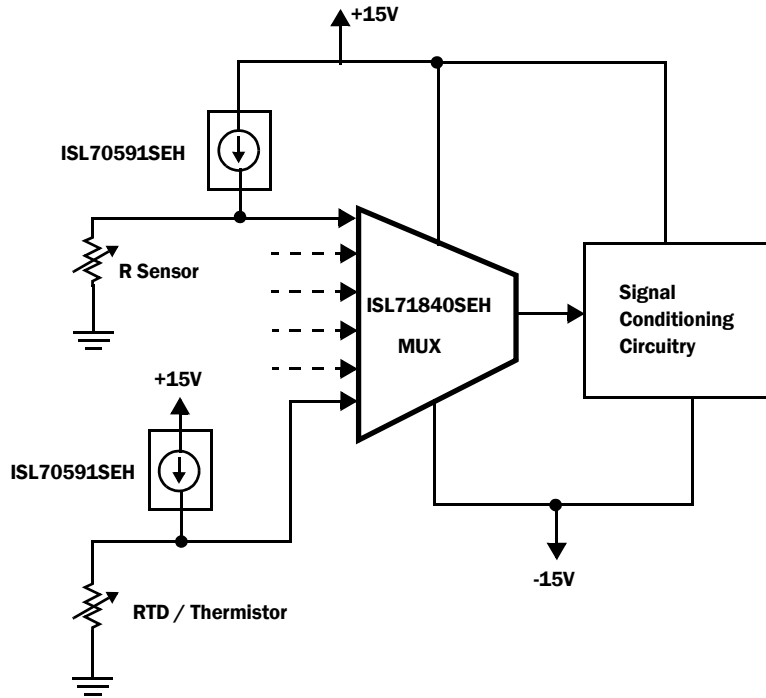 +15V
ISL70591SEH
R Sensor
ISL71840SEH
MUX
Signal
Conditioning
Circuitry
+15V
ISL70591SEH
-15V
RTD / Thermistor